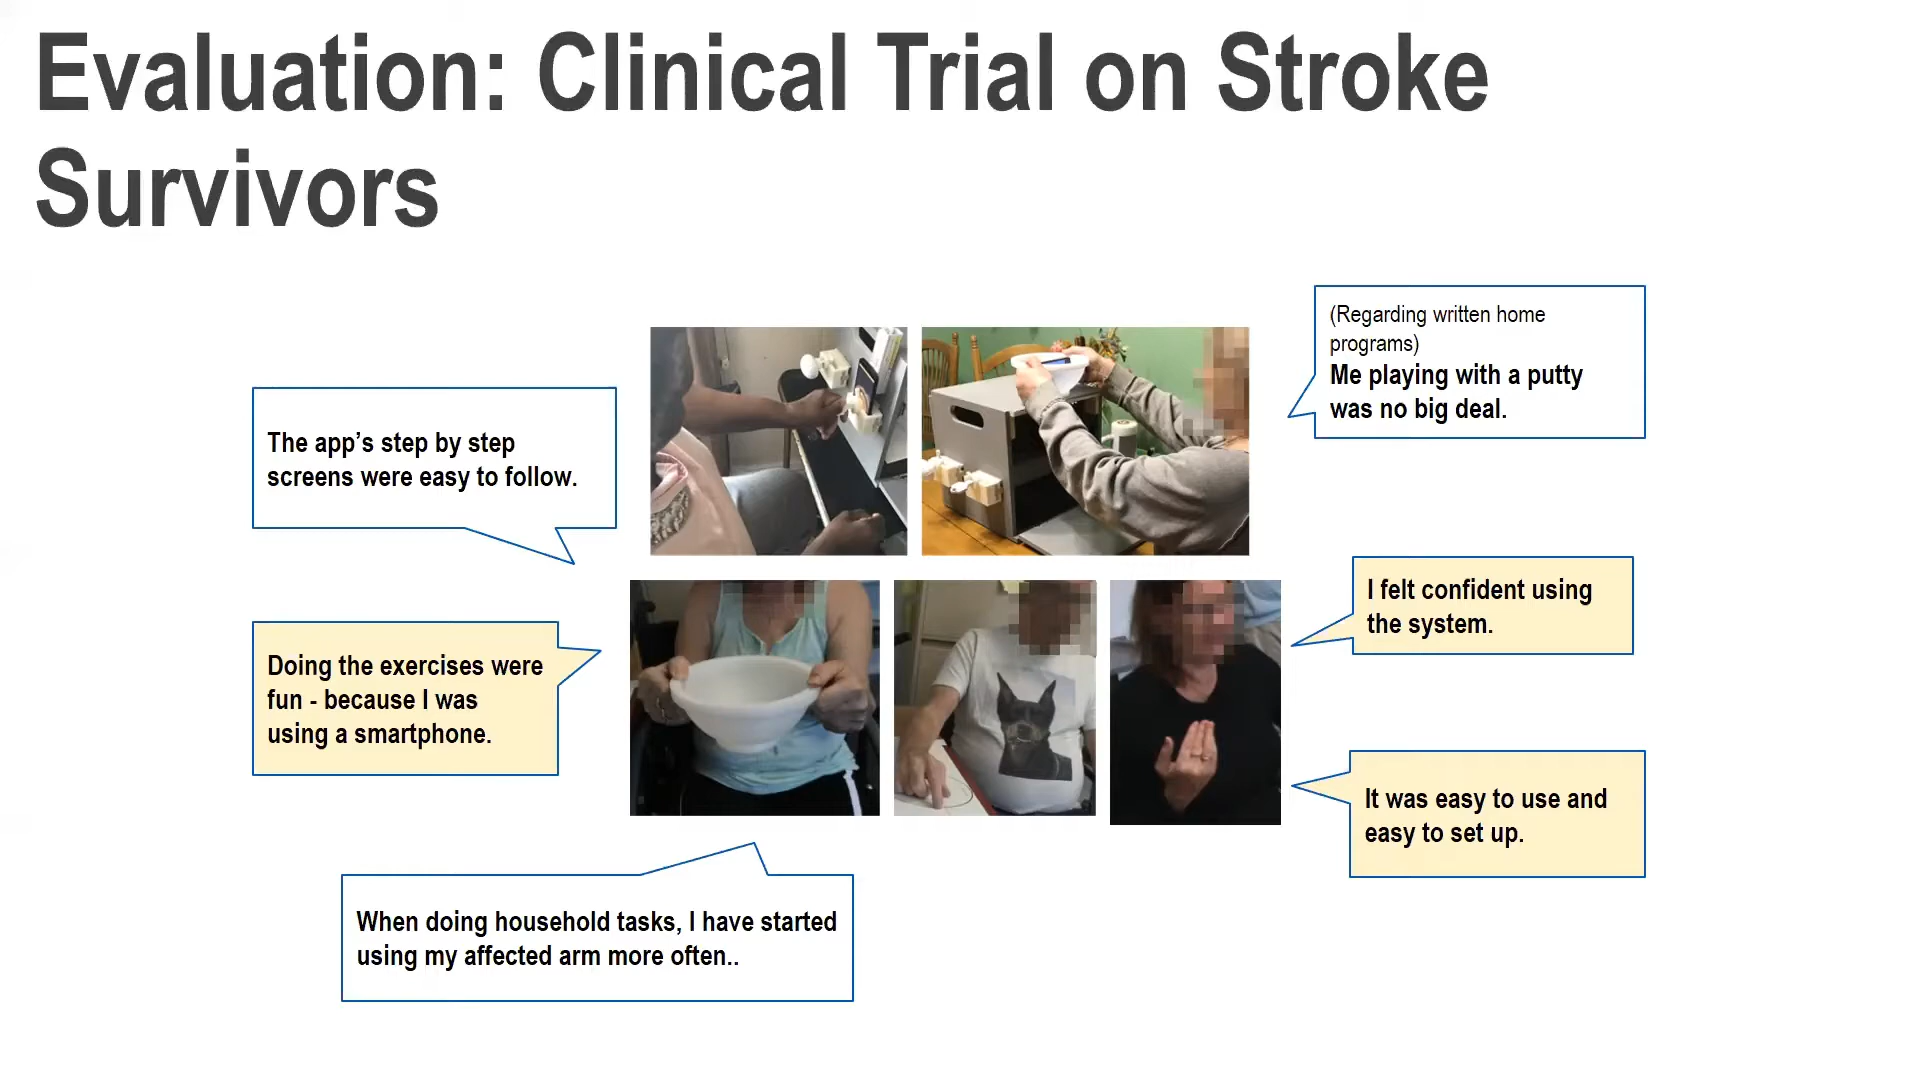 Evaluation: Clinical Trial on Stroke
Survivors
(Regarding written home
programs)
Me playing with a putty
was no big deal.
The app’s step by step
screens were easy to follow.
I felt confident using
the system.
Doing the exercises were
fun - because I was
using a smartphone.
It was easy to use and
easy to set up.
When doing household tasks, I have started
using my affected arm more often..